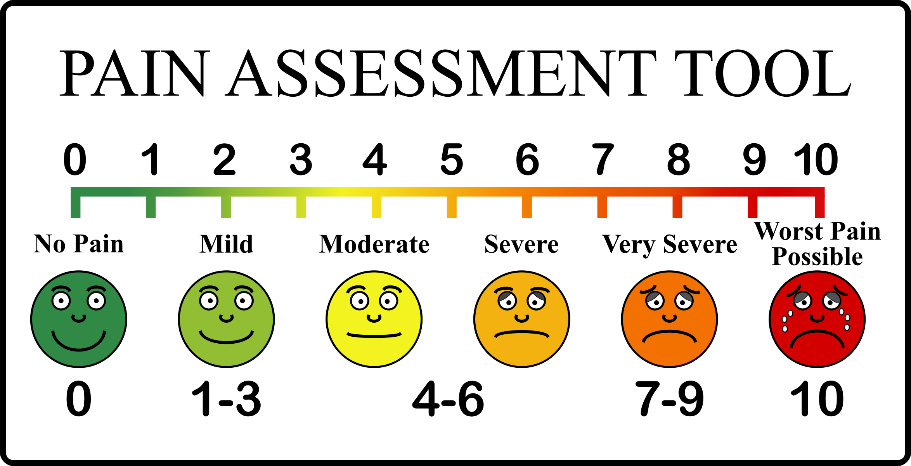 PAIN ASSESSMENT TOOL
0 1 2 3 4 5 6 7 8 9 10
No Pain Mild Moderate Severe Very Severe Worst Pain Possible
0 1-3 4-6 7-9 10